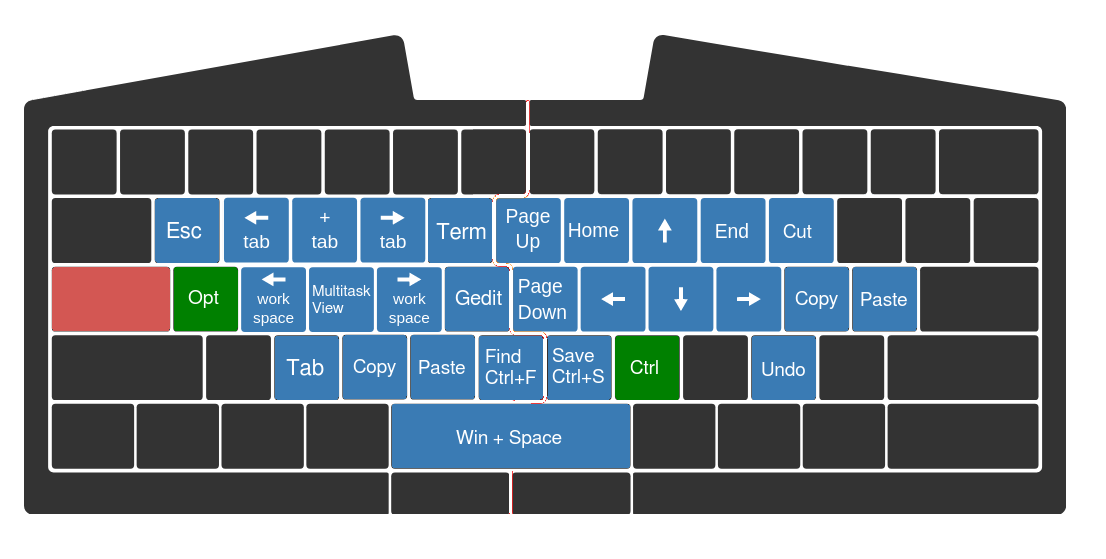 Esc
← tab
+ tab
→ tab
Term
Page Up
Home
↑
End
Cut
Opt
← work space
Multitask View
→ work space
Gedit
Page Down
←
↓
→
Copy
Paste
Tab
Copy
Paste
Find Ctrl+F
Save Ctrl+S
Ctrl
Undo
Win + Space